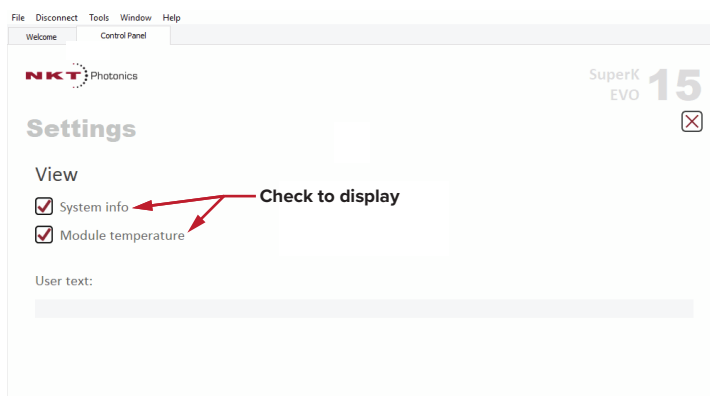 File Disconnect Tools Window Help
Welcome Control Panel
NKT Photonics
SuperK
EVO 15
Settings
View
System info
Check to display
Module temperature
User text: